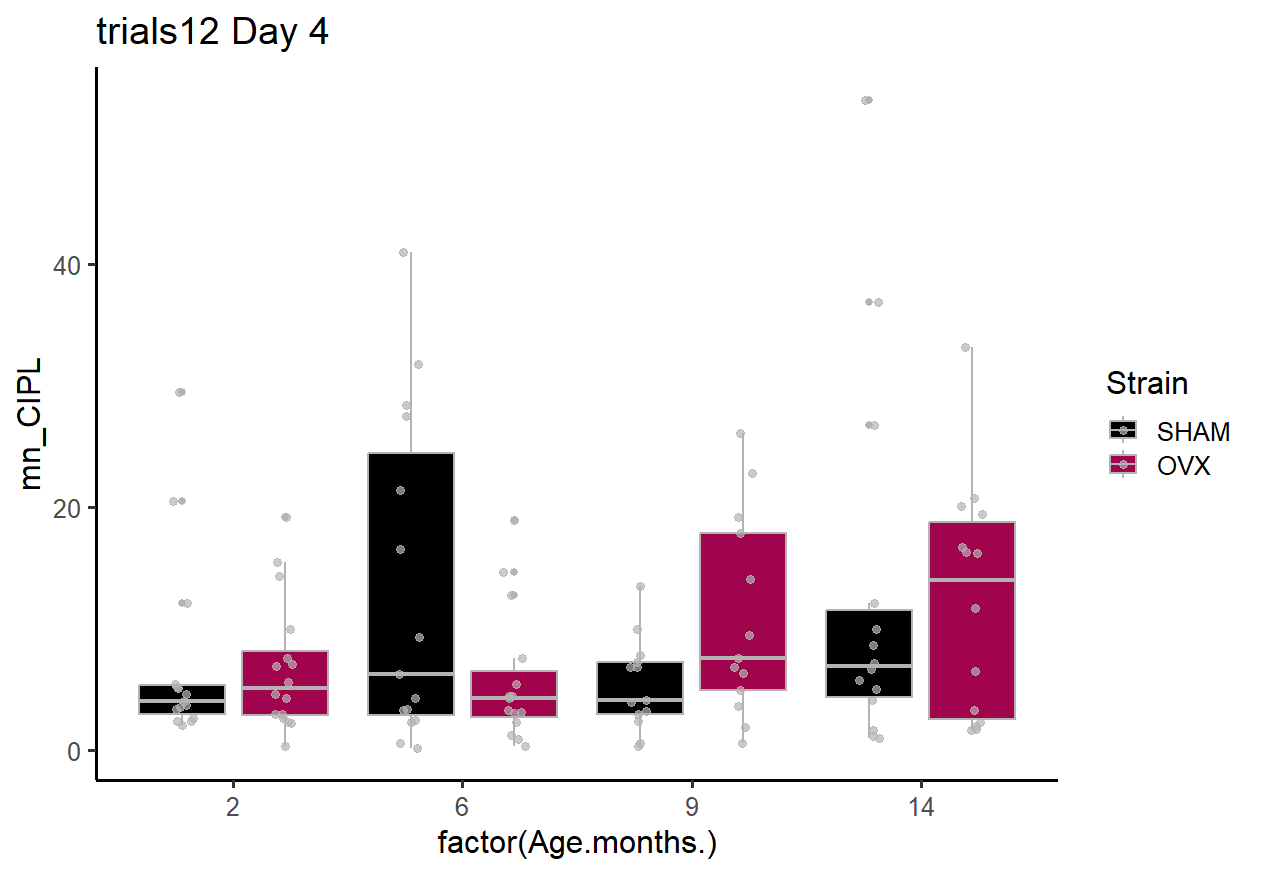 trials12 Day 4
mn_CIPL
40
20
0
2 6 9 14
factor(Age.months.)
Strain
SHAM
OVX